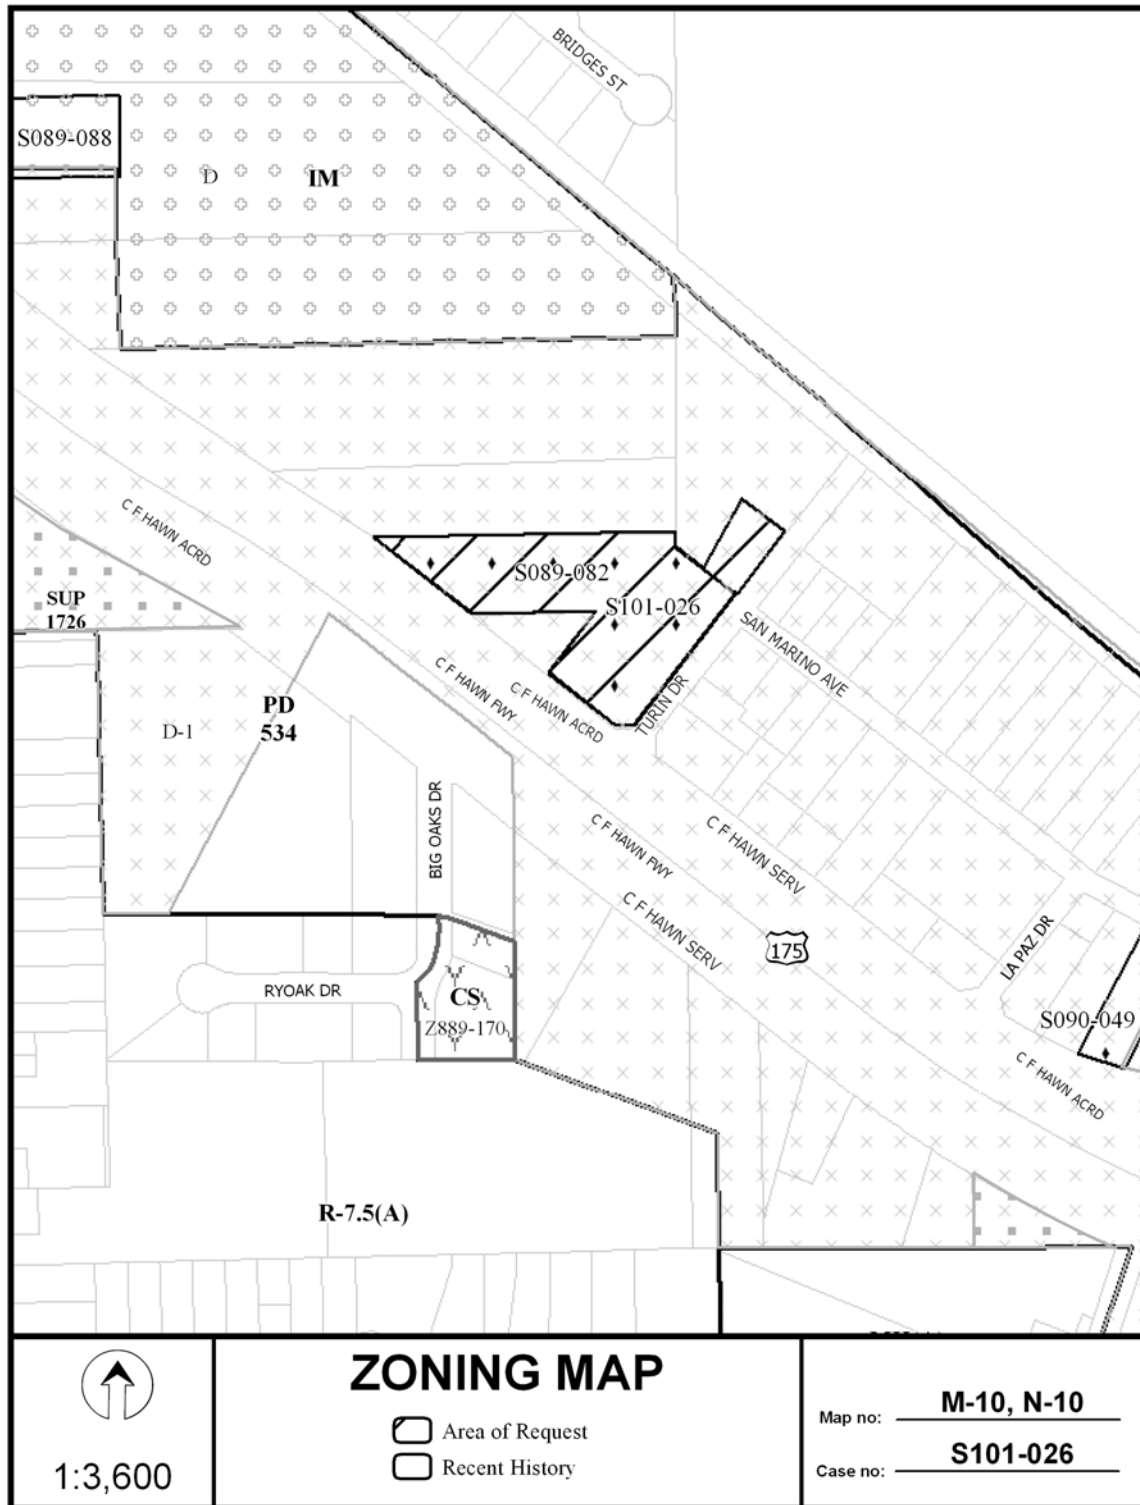 BRIDGES ST
S089-088
D
IM
C F HAWN ACRD
S089-082
S101-026
SUP
1726
SAN MARINO AVE
C F HAWN FWY
C F HAWN ACRD
TURIN DR
PD
534
D-1
BIG OAKS DR
C F HAWN FWY
C F HAWN SERV
C F HAWN SERV
175
LA PAZ DR
RYOAK DR
CS
Z889-170
S090-049
C F HAWN ACRD
R-7.5(A)
1:3,600
ZONING MAP
Area of Request
Recent History
Map no: M-10, N-10
Case no: S101-026